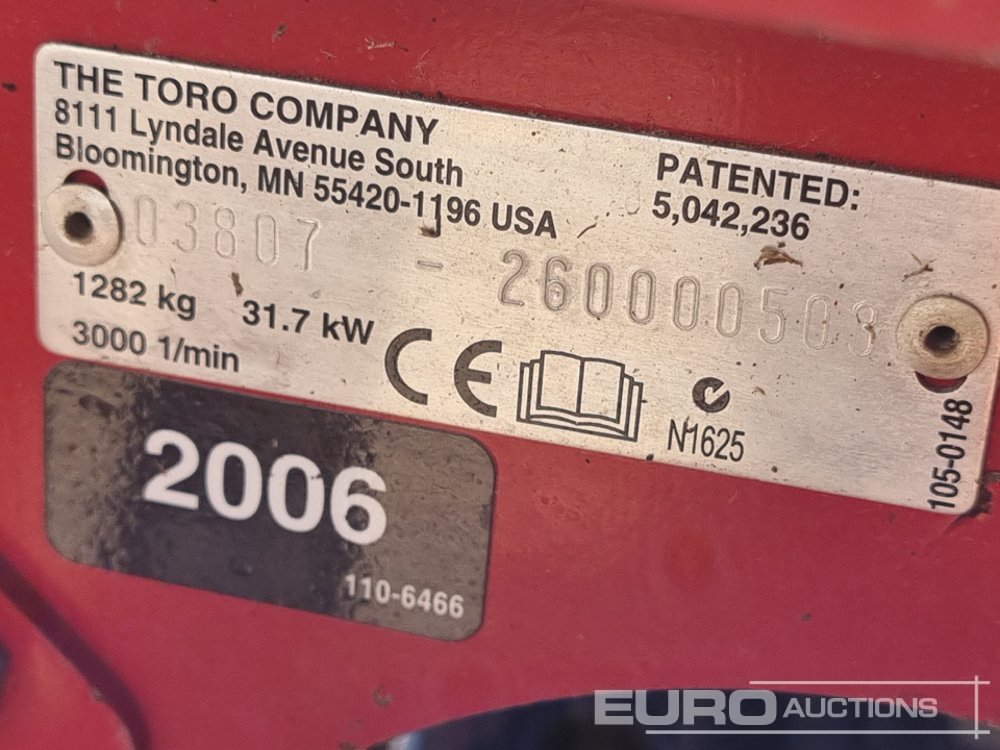 THE TORO COMPANY
8111 Lyndale Avenue South
Bloomington, MN 55420-1196 USA
PATENTED:
5,042,236
03807 - 260000503
1282 kg 31.7 kW
3000 1/min
CE
N1625
105-0148
2006
110-6466
EURO AUCTIONS